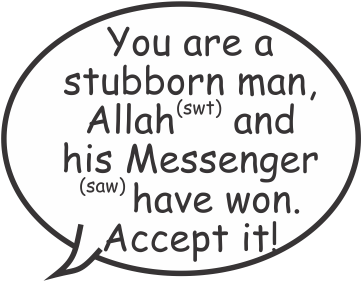 You are a
stubborn man,
Allah(swt) and
his Messenger
(saw) have won.
Accept it!